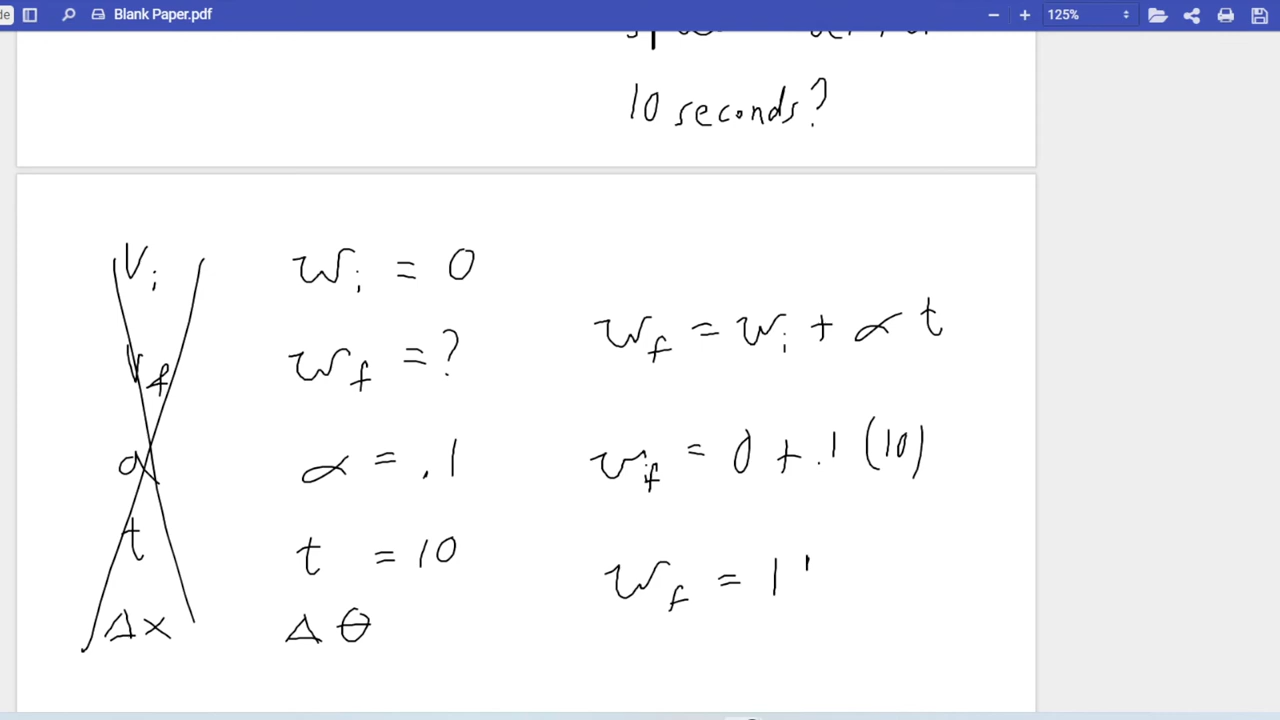 Blank Paper.pdf
125%
10 seconds?
Vi
Vf
a
t
Δx
ωi = 0
ωf = ?
α = .1
t = 10
Δθ
ωf = ωi + αt
ωf = 0 + .1 (10)
ωf = 1